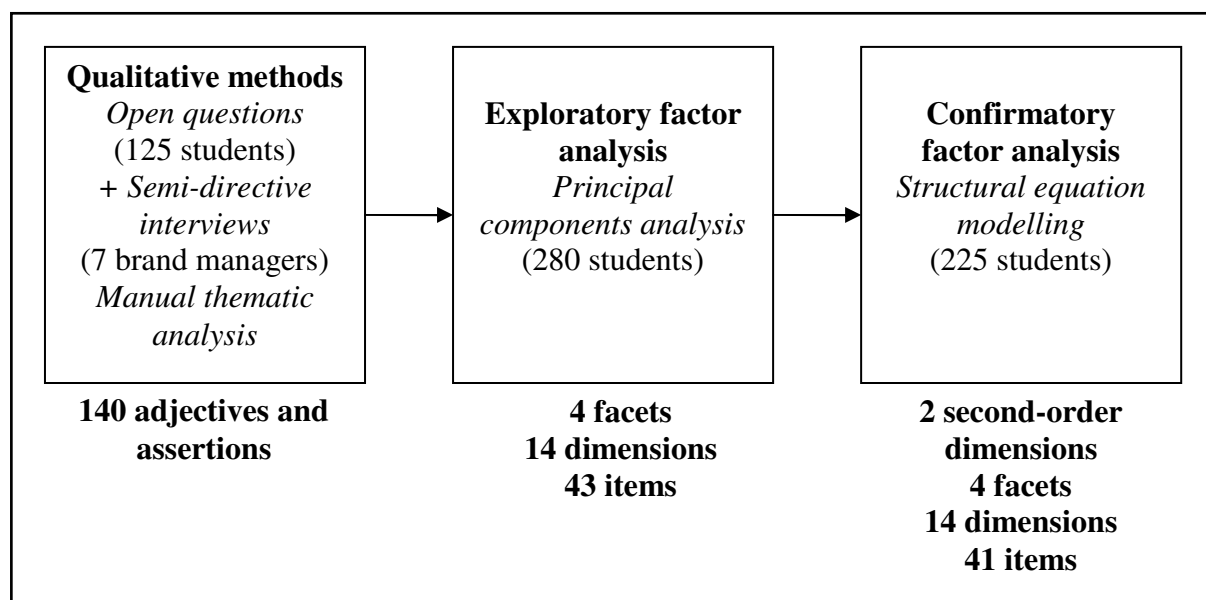 Qualitative methods
Open questions
(125 students)
+ Semi-directive
interviews
(7 brand managers)
Manual thematic
analysis
140 adjectives and
assertions
Exploratory factor
analysis
Principal
components analysis
(280 students)
4 facets
14 dimensions
43 items
Confirmatory
factor analysis
Structural equation
modelling
(225 students)
2 second-order
dimensions
4 facets
14 dimensions
41 items